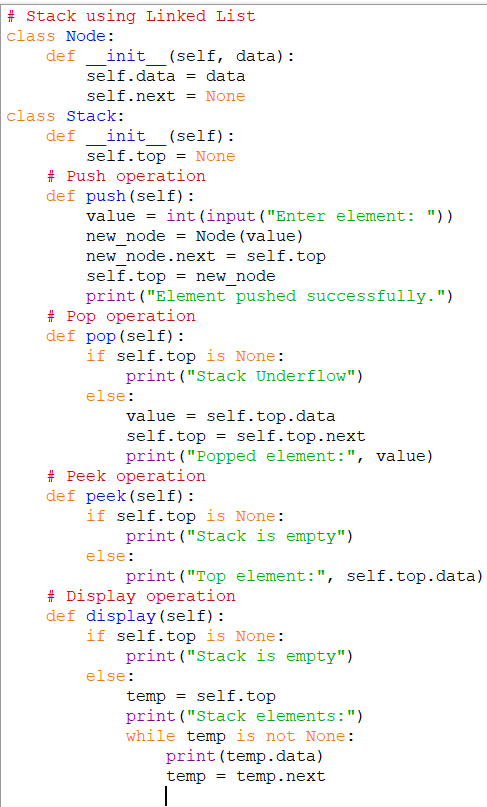 # Stack using Linked List
class Node:
    def __init__(self, data):
        self.data = data
        self.next = None
class Stack:
    def __init__(self):
        self.top = None
    # Push operation
    def push(self):
        value = int(input("Enter element: "))
        new_node = Node(value)
        new_node.next = self.top
        self.top = new_node
        print("Element pushed successfully.")
    # Pop operation
    def pop(self):
        if self.top is None:
            print("Stack Underflow")
        else:
            value = self.top.data
            self.top = self.top.next
            print("Popped element:", value)
    # Peek operation
    def peek(self):
        if self.top is None:
            print("Stack is empty")
        else:
            print("Top element:", self.top.data)
    # Display operation
    def display(self):
        if self.top is None:
            print("Stack is empty")
        else:
            temp = self.top
            print("Stack elements:")
            while temp is not None:
                print(temp.data)
                temp = temp.next